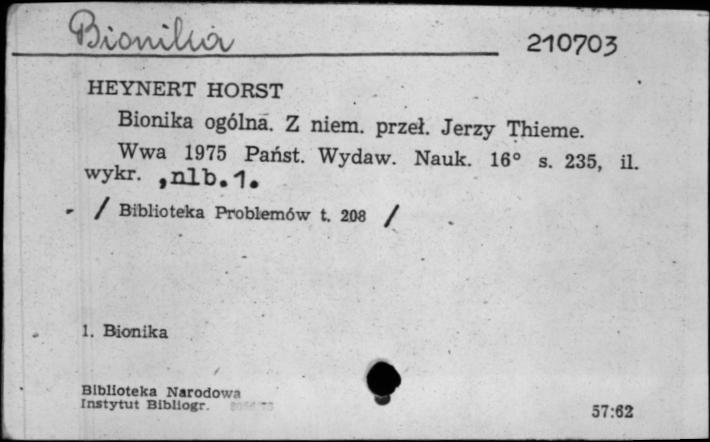 Bionika
210703
HEYNERT HORST
Bionika ogólna. Z niem. przeł. Jerzy Thieme.
Wwa 1975 Państ. Wydaw. Nauk. 16° s. 235, il.
wykr. ,nlb.1.
/ Biblioteka Problemów t. 208 /
1. Bionika
Biblioteka Narodowa
Instytut Bibliogr.
57:62